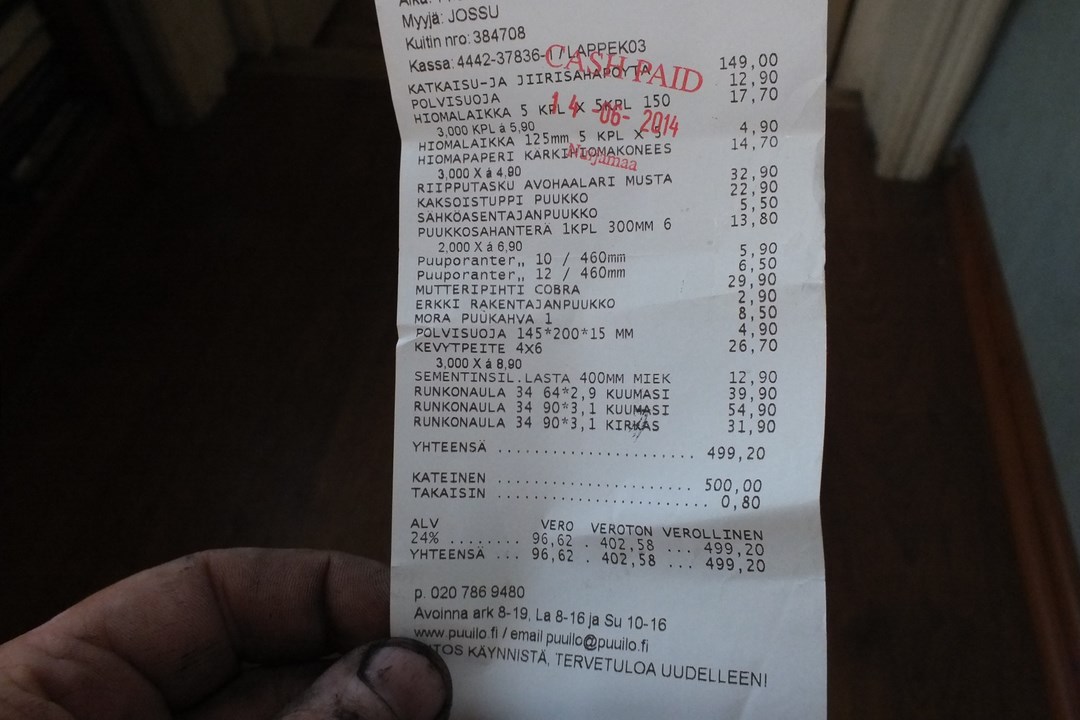 Myyjä: JOSSU
Kuitin nro: 384708
Kassa: 4442-37836-1 / LAPPEK03
KATKAISU-JA JIIRISAHAPÖYTÄ 149,00
POLVISUOJA 12,90
HIOMALAIKKA 5 KPL X 5KPL 150 17,70
3,000 KPL à 5,90
HIOMALAIKKA 125mm 5 KPL X 5 4,90
HIOMAPAPERI KÄRKIHIOMAKONEES 14,70
3,000 X à 4,90
RIIPPUTASKU AVOHAALARI MUSTA 32,90
KAKSOISTUPPI PUUKKO 22,90
SÄHKÖASENTAJANPUUKKO 5,50
PUUKKOSAHANTERÄ 1KPL 300MM 6 13,80
2,000 X à 6,90
Puuporanter„ 10 / 460mm 5,90
Puuporanter„ 12 / 460mm 6,50
MUTTERIPIHTI COBRA 29,90
ERKKI RAKENTAJANPUUKKO 2,90
MORA PUUKAHVA 1 8,50
POLVISUOJA 145*200*15 MM 4,90
KEVYTPEITE 4X6 26,70
3,000 X à 8,90
SEMENTINSIL.LASTA 400MM MIEK 12,90
RUNKONAULA 34 64*2,9 KUUMASI 39,90
RUNKONAULA 34 90*3,1 KUUMASI 54,90
RUNKONAULA 34 90*3,1 KIRKAS 31,90
YHTEENSÄ ...................... 499,20
KATEINEN ...................... 500,00
TAKAISIN ....................... 0,80
ALV VERO VEROTON VEROLLINEN
24% ........ 96,62 . 402,58 ... 499,20
YHTEENSÄ ... 96,62 . 402,58 ... 499,20
p. 020 786 9480
Avoinna ark 8-19, La 8-16 ja Su 10-16
www.puuilo.fi / email puuilo@puuilo.fi
KÄYNNISTÄ, TERVETULOA UUDELLEEN!
CASH PAID
14 -06- 2014
Nuijamaa